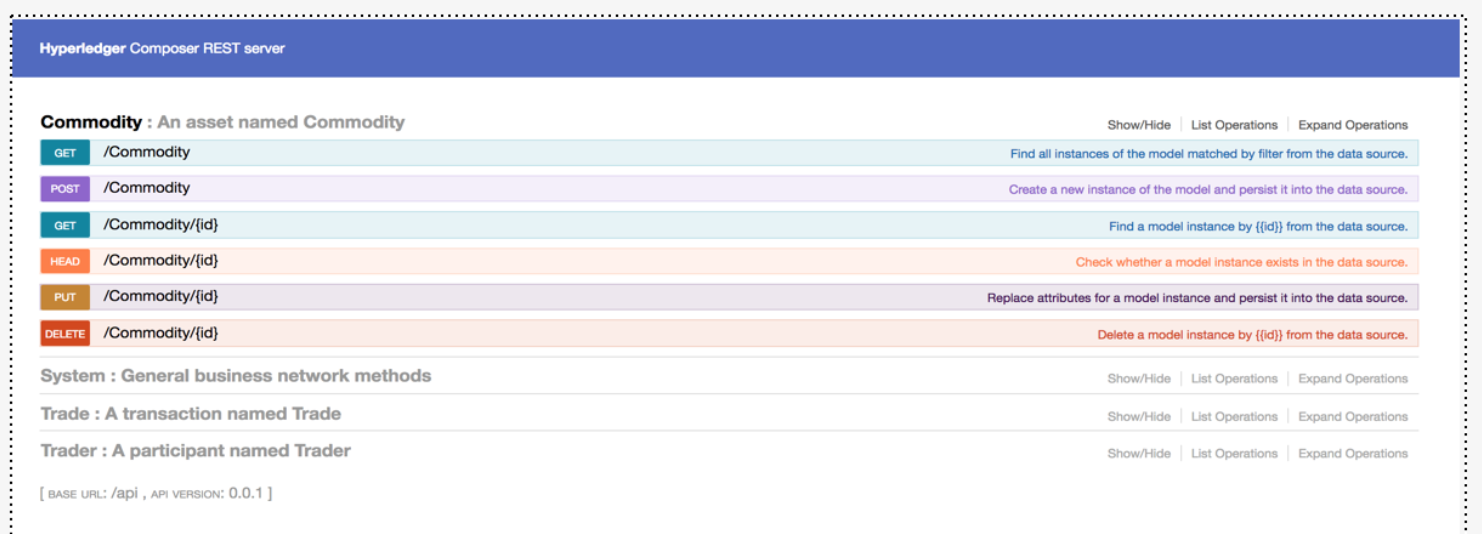 Hyperledger Composer REST server
Commodity : An asset named Commodity Show/Hide List Operations Expand Operations
GET /Commodity Find all instances of the model matched by filter from the data source.
POST /Commodity Create a new instance of the model and persist it into the data source.
GET /Commodity/{id} Find a model instance by {{id}} from the data source.
HEAD /Commodity/{id} Check whether a model instance exists in the data source.
PUT /Commodity/{id} Replace attributes for a model instance and persist it into the data source.
DELETE /Commodity/{id} Delete a model instance by {{id}} from the data source.
System : General business network methods Show/Hide List Operations Expand Operations
Trade : A transaction named Trade Show/Hide List Operations Expand Operations
Trader : A participant named Trader Show/Hide List Operations Expand Operations
[ BASE URL: /api , API VERSION: 0.0.1 ]